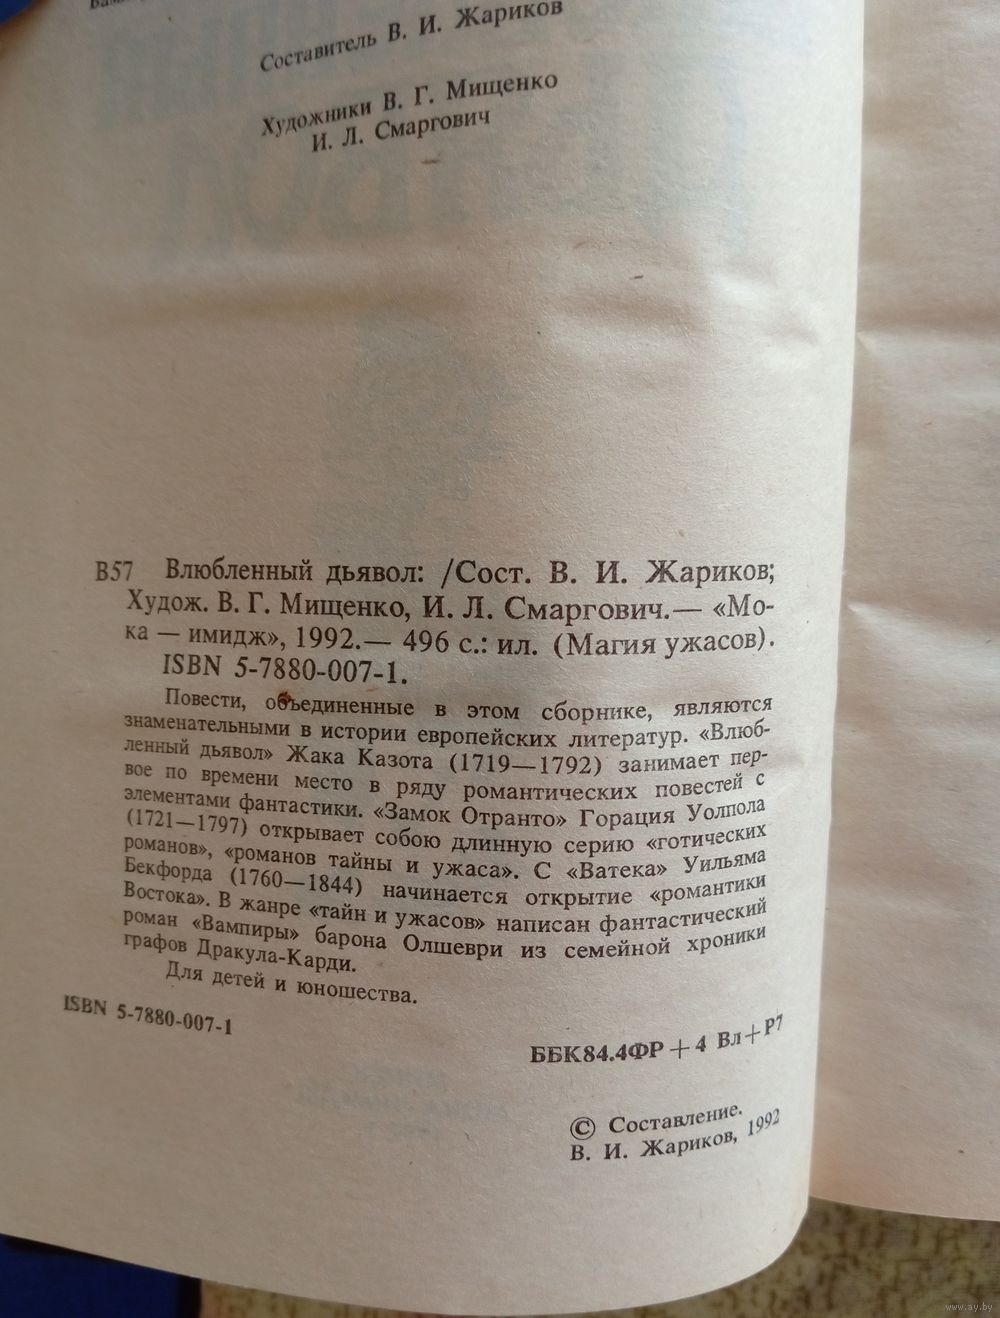 Составитель В. И. Жариков
Художники В. Г. Мищенко
И. Л. Смаргович
В57 Влюбленный дьявол: /Сост. В. И. Жариков;
Худож. В. Г. Мищенко, И. Л. Смаргович.— «Мо-
ка — имидж», 1992.— 496 с.: ил. (Магия ужасов).
ISBN 5-7880-007-1.
Повести, объединенные в этом сборнике, являются
знаменательными в истории европейских литератур. «Влюб-
ленный дьявол» Жака Казота (1719—1792) занимает пер-
вое по времени место в ряду романтических повестей с
элементами фантастики. «Замок Отранто» Горация Уолпола
(1721—1797) открывает собою длинную серию «готических
романов», «романов тайны и ужаса». С «Ватека» Уильяма
Бекфорда (1760—1844) начинается открытие «романтики
Востока». В жанре «тайн и ужасов» написан фантастический
роман «Вампиры» барона Олшеври из семейной хроники
графов Дракула-Карди.
Для детей и юношества.
ISBN 5-7880-007-1
ББК84.4ФР+4 Вл+Р7
© Составление.
В. И. Жариков, 1992
www.ay.by